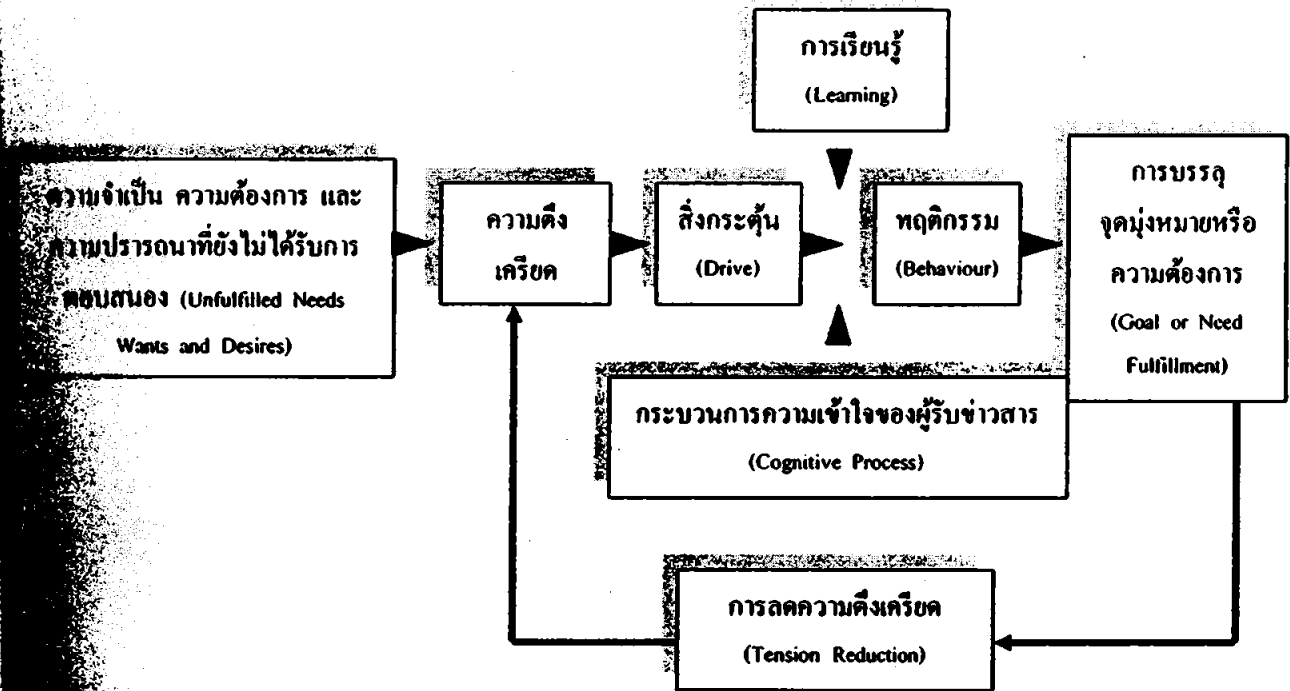 การเรียนรู้
(Learning)
ความจำเป็น ความต้องการ และ
ความปรารถนาที่ยังไม่ได้รับการ
ตอบสนอง (Unfulfilled Needs
Wants and Desires)
ความตึง
เครียด
สิ่งกระตุ้น
(Drive)
พฤติกรรม
(Behaviour)
การบรรลุ
จุดมุ่งหมายหรือ
ความต้องการ
(Goal or Need
Fulfillment)
กระบวนการความเข้าใจของผู้รับข่าวสาร
(Cognitive Process)
การลดความตึงเครียด
(Tension Reduction)